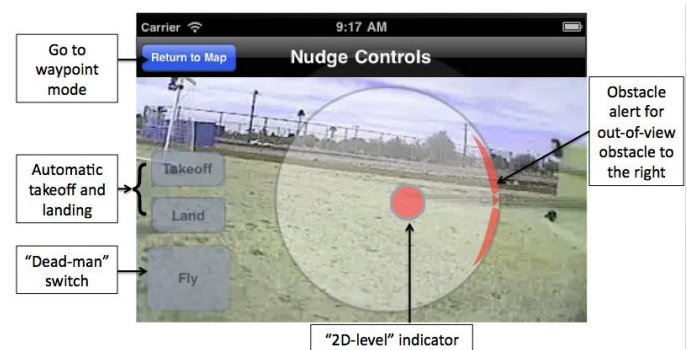 Carrier
9:17 AM
Return to Map
Nudge Controls
Takeoff
Land
Fly
Go to
waypoint
mode
Automatic
takeoff and
landing
“Dead-man”
switch
Obstacle
alert for
out-of-view
obstacle to
the right
“2D-level” indicator